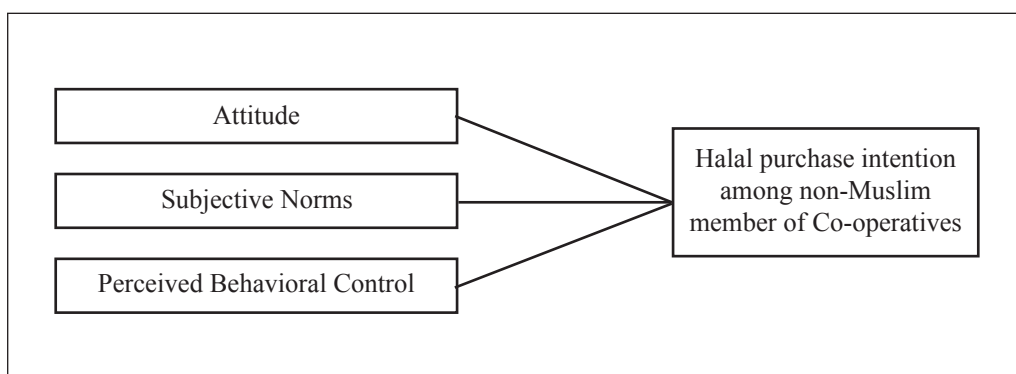 Attitude
Subjective Norms
Perceived Behavioral Control
Halal purchase intention
among non-Muslim
member of Co-operatives